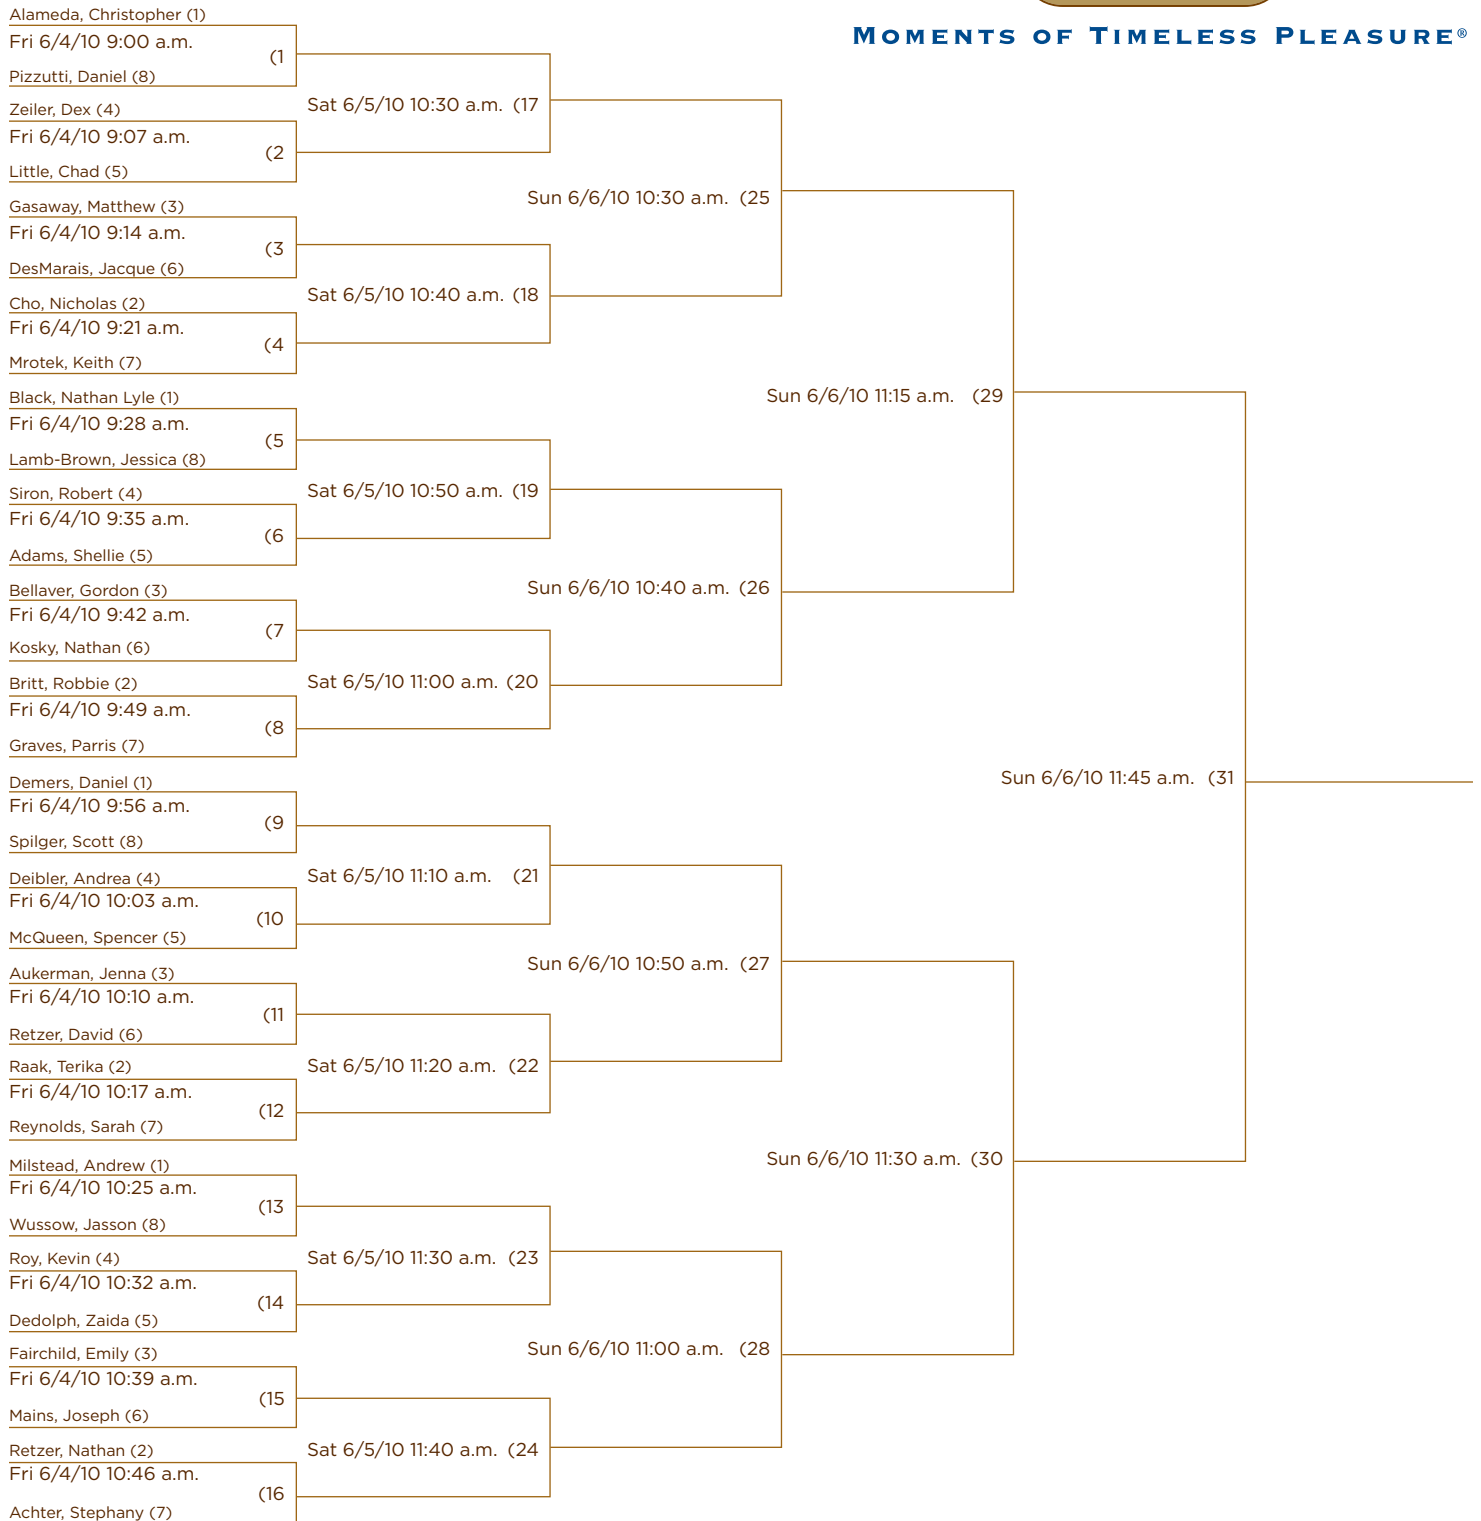 MOMENTS OF TIMELESS PLEASURE®
Alameda, Christopher (1)
Fri 6/4/10 9:00 a.m.
(1
Pizzutti, Daniel (8)
Zeiler, Dex (4)
Fri 6/4/10 9:07 a.m.
(2
Little, Chad (5)
Gasaway, Matthew (3)
Fri 6/4/10 9:14 a.m.
(3
DesMarais, Jacque (6)
Cho, Nicholas (2)
Fri 6/4/10 9:21 a.m.
(4
Mrotek, Keith (7)
Black, Nathan Lyle (1)
Fri 6/4/10 9:28 a.m.
(5
Lamb-Brown, Jessica (8)
Siron, Robert (4)
Fri 6/4/10 9:35 a.m.
(6
Adams, Shellie (5)
Bellaver, Gordon (3)
Fri 6/4/10 9:42 a.m.
(7
Kosky, Nathan (6)
Britt, Robbie (2)
Fri 6/4/10 9:49 a.m.
(8
Graves, Parris (7)
Demers, Daniel (1)
Fri 6/4/10 9:56 a.m.
(9
Spilger, Scott (8)
Deibler, Andrea (4)
Fri 6/4/10 10:03 a.m.
(10
McQueen, Spencer (5)
Aukerman, Jenna (3)
Fri 6/4/10 10:10 a.m.
(11
Retzer, David (6)
Raak, Terika (2)
Fri 6/4/10 10:17 a.m.
(12
Reynolds, Sarah (7)
Milstead, Andrew (1)
Fri 6/4/10 10:25 a.m.
(13
Wussow, Jasson (8)
Roy, Kevin (4)
Fri 6/4/10 10:32 a.m.
(14
Dedolph, Zaida (5)
Fairchild, Emily (3)
Fri 6/4/10 10:39 a.m.
(15
Mains, Joseph (6)
Retzer, Nathan (2)
Fri 6/4/10 10:46 a.m.
(16
Achter, Stephany (7)
Sat 6/5/10 10:30 a.m. (17
Sat 6/5/10 10:40 a.m. (18
Sat 6/5/10 10:50 a.m. (19
Sat 6/5/10 11:00 a.m. (20
Sat 6/5/10 11:10 a.m. (21
Sat 6/5/10 11:20 a.m. (22
Sat 6/5/10 11:30 a.m. (23
Sat 6/5/10 11:40 a.m. (24
Sun 6/6/10 10:30 a.m. (25
Sun 6/6/10 10:40 a.m. (26
Sun 6/6/10 10:50 a.m. (27
Sun 6/6/10 11:00 a.m. (28
Sun 6/6/10 11:15 a.m. (29
Sun 6/6/10 11:30 a.m. (30
Sun 6/6/10 11:45 a.m. (31